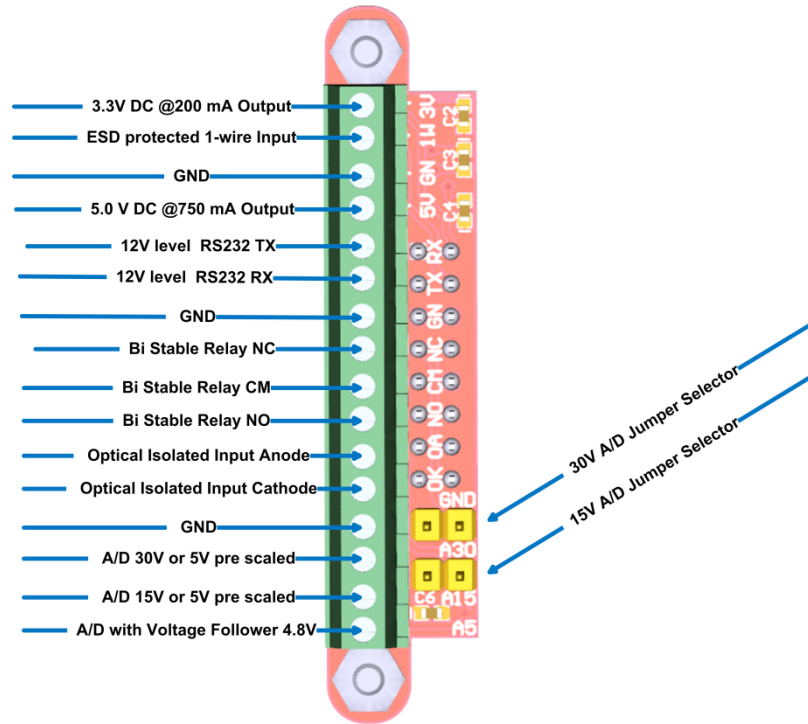 3.3V DC @200 mA Output
ESD protected 1-wire Input
GND
5.0 V DC @750 mA Output
12V level RS232 TX
12V level RS232 RX
GND
Bi Stable Relay NC
Bi Stable Relay CM
Bi Stable Relay NO
Optical Isolated Input Anode
Optical Isolated Input Cathode
GND
A/D 30V or 5V pre scaled
A/D 15V or 5V pre scaled
A/D with Voltage Follower 4.8V
3V
1W
GN
5V
C2
C3
C4
RX
TX
GN
NC
CM
NO
OA
OK
GND
A30
C6
A15
A5
30V A/D Jumper Selector
15V A/D Jumper Selector